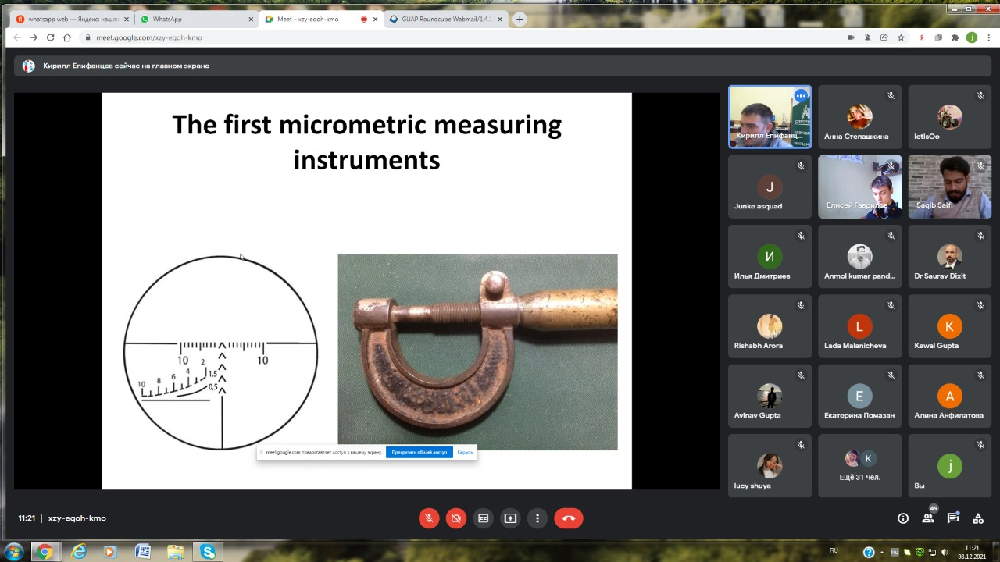 whatsapp web — Яндекс: нашло
WhatsApp
Meet – xzy-eqoh-kmo
GUAP Roundcube Webmail/1.4.
meet.google.com/xzy-eqoh-kmo
j
Кирилл Епифанцев сейчас на главном экране
The first micrometric measuring
instruments
10
10
2
10 8 6 4
1,5
0,5
meet.google.com предоставляет доступ к вашему экрану.
Прекратить общий доступ
Скрыть
Кирилл Епифанц...
Анна Степашкина
letIsOo
J
Junke asquad
Елисей Гаврилов
Saqib Saifi
И
Илья Дмитриев
Anmol kumar pand...
Dr Saurav Dixit
Rishabh Arora
L
Lada Malanicheva
K
Kewal Gupta
Avinav Gupta
Е
Екатерина Помазан
А
Алина Анфилатова
lucy shuya
K
Ещё 31 чел.
j
Вы
11:21 | xzy-eqoh-kmo
49
RU
11:21
08.12.2021